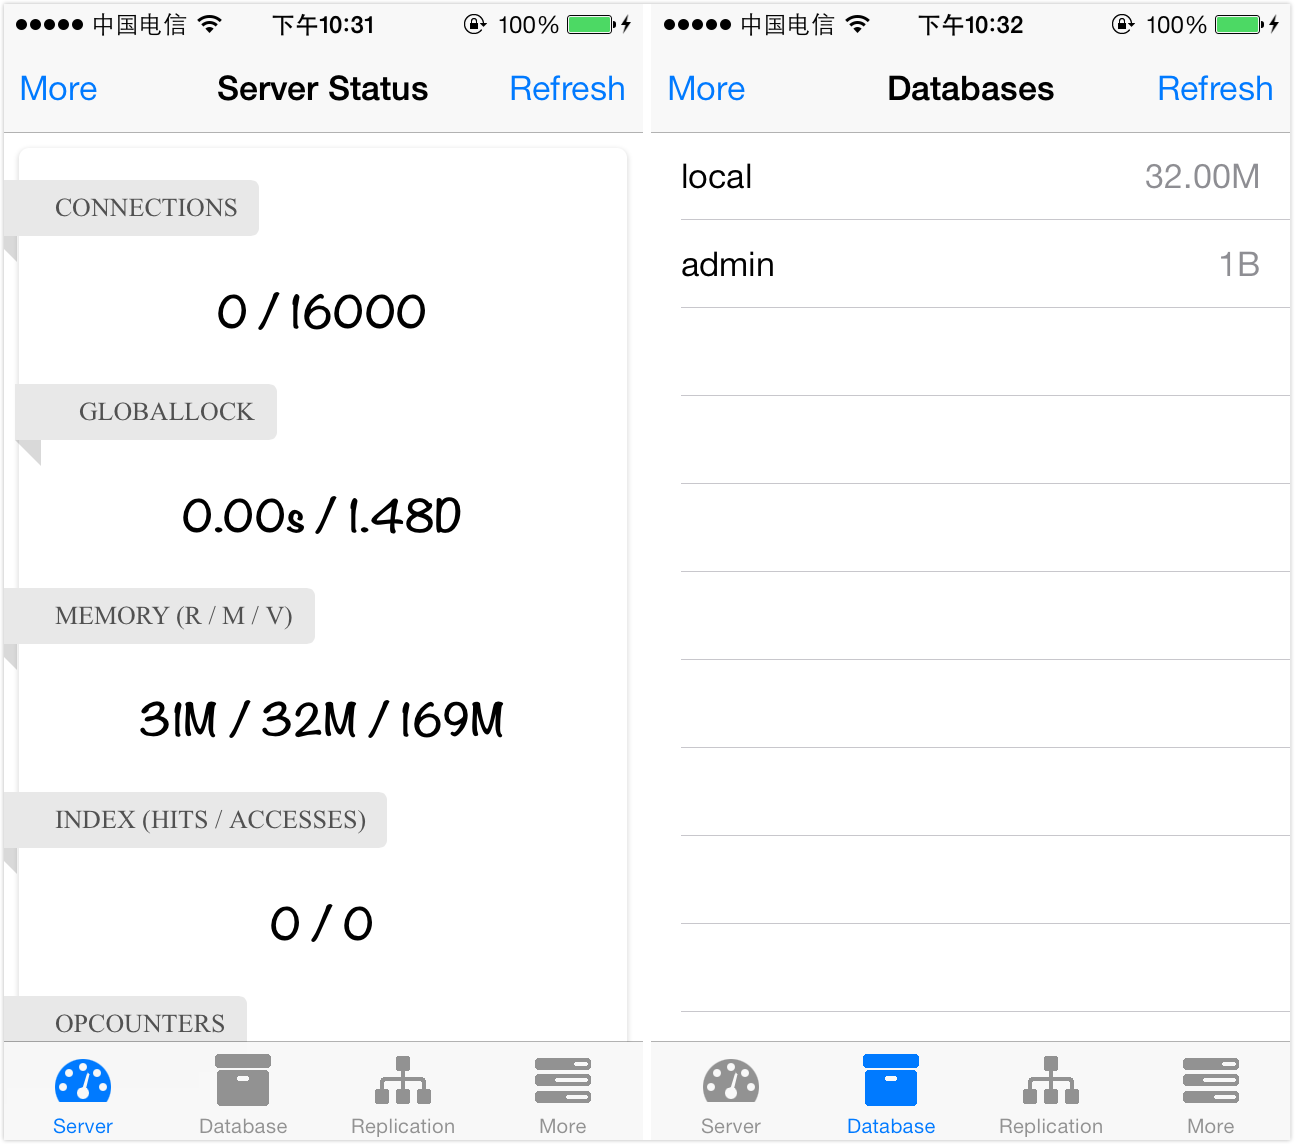 中国电信 下午10:31 100%
More Server Status Refresh
CONNECTIONS
0 / 16000
GLOBALLOCK
0.00s / 1.48D
MEMORY (R / M / V)
31M / 32M / 169M
INDEX (HITS / ACCESSES)
0 / 0
OPCOUNTERS
Server Database Replication More
中国电信 下午10:32 100%
More Databases Refresh
local 32.00M
admin 1B
Server Database Replication More